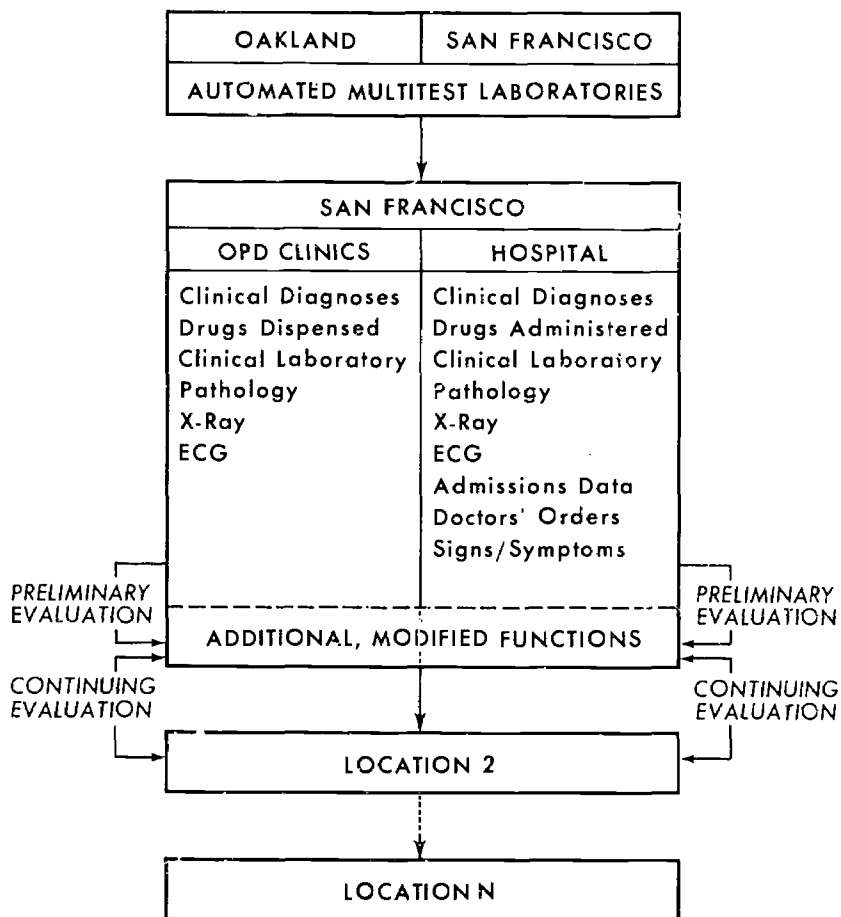 OAKLAND
SAN FRANCISCO
AUTOMATED MULTITEST LABORATORIES
SAN FRANCISCO
OPD CLINICS
HOSPITAL
Clinical Diagnoses
Drugs Dispensed
Clinical Laboratory
Pathology
X-Ray
ECG
Clinical Diagnoses
Drugs Administered
Clinical Laboratory
Pathology
X-Ray
ECG
Admissions Data
Doctors' Orders
Signs/Symptoms
PRELIMINARY
EVALUATION
PRELIMINARY
EVALUATION
ADDITIONAL, MODIFIED FUNCTIONS
CONTINUING
EVALUATION
CONTINUING
EVALUATION
LOCATION 2
LOCATION N